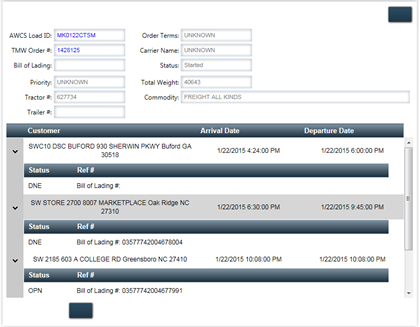 AWCS Load ID: MK0122CTSM Order Terms: UNKNOWN
TMW Order #: 1428125 Carrier Name: UNKNOWN
Bill of Lading: Status: Started
Priority: UNKNOWN Total Weight: 40643
Tractor #: 627734 Commodity: FREIGHT ALL KINDS
Trailer #:
Customer Arrival Date Departure Date
SWC10 DSC BUFORD 930 SHERWIN PKWY Buford GA 30518 1/22/2015 4:24:00 PM 1/22/2015 6:00:00 PM
Status Ref #
DNE Bill of Lading #:
SW STORE 2700 8007 MARKETPLACE Oak Ridge NC 27310 1/22/2015 6:30:00 PM 1/22/2015 9:45:00 PM
Status Ref #
DNE Bill of Lading #: 03577742004678004
SW 2185 603 A COLLEGE RD Greensboro NC 27410 1/22/2015 10:08:00 PM 1/22/2015 10:08:00 PM
Status Ref #
OPN Bill of Lading #: 03577742004677991